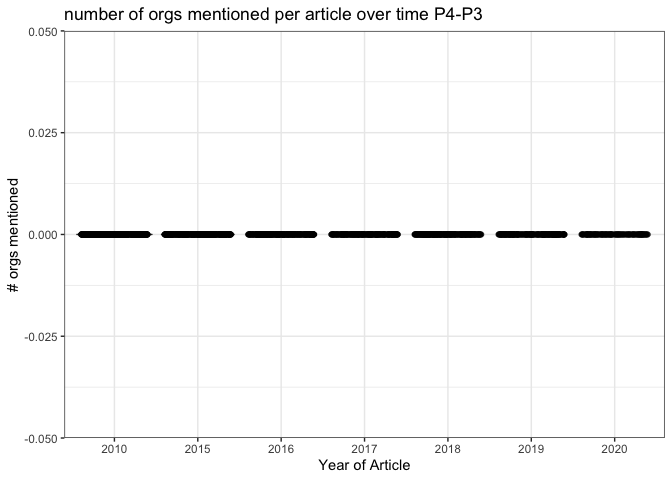 number of orgs mentioned per article over time P4-P3
0.050
0.025
0.000
-0.025
-0.050
# orgs mentioned
2010 2015 2016 2017 2018 2019 2020
Year of Article